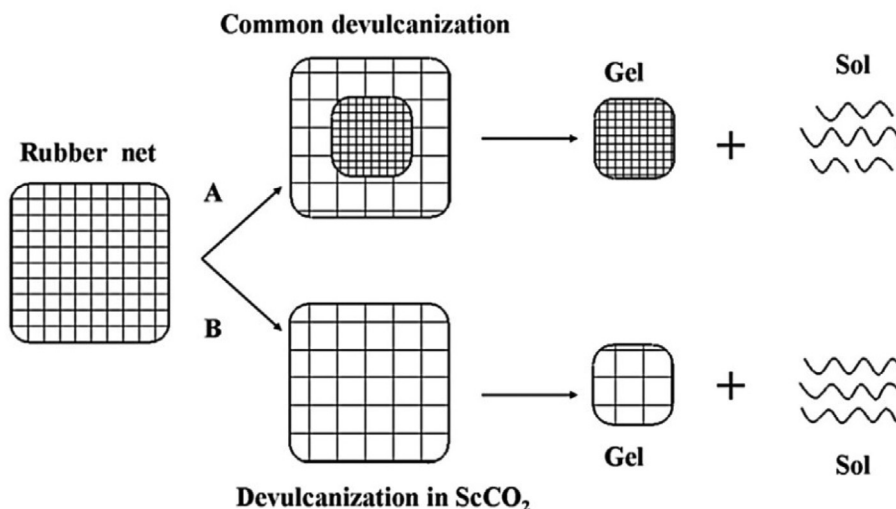 Common devulcanization
Gel
Sol
Rubber net
A
+
B
+
Gel
Sol
Devulcanization in ScCO₂